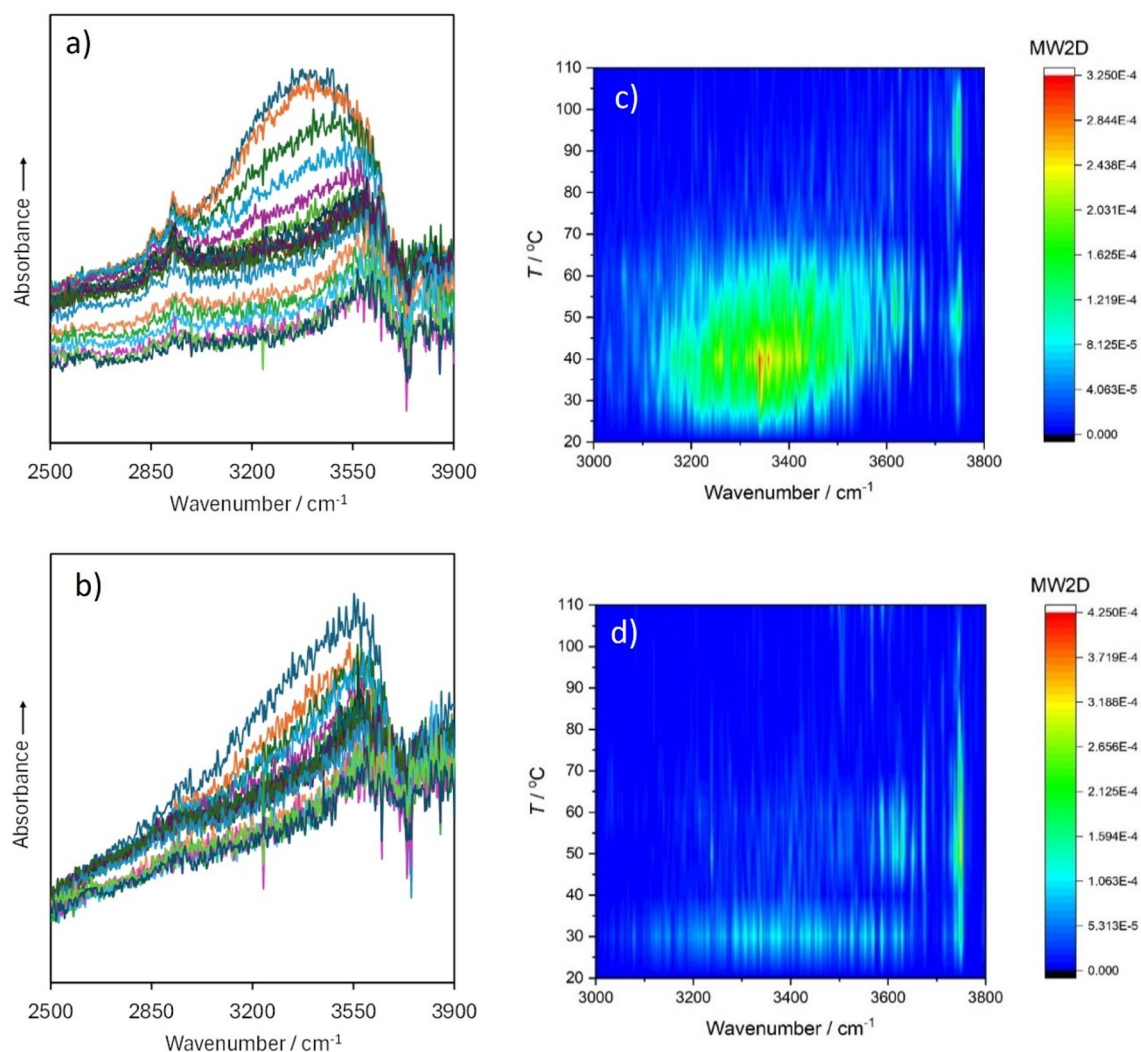 a)
Absorbance →
2500 2850 3200 3550 3900
Wavenumber / cm⁻¹
c)
T / °C
110
100
90
80
70
60
50
40
30
20
3000 3200 3400 3600 3800
Wavenumber / cm⁻¹
MW2D
3.250E-4
2.844E-4
2.438E-4
2.031E-4
1.625E-4
1.219E-4
8.125E-5
4.063E-5
0.000
b)
Absorbance →
2500 2850 3200 3550 3900
Wavenumber / cm⁻¹
d)
T / °C
110
100
90
80
70
60
50
40
30
20
3000 3200 3400 3600 3800
Wavenumber / cm⁻¹
MW2D
4.250E-4
3.719E-4
3.188E-4
2.656E-4
2.125E-4
1.594E-4
1.063E-4
5.313E-5
0.000